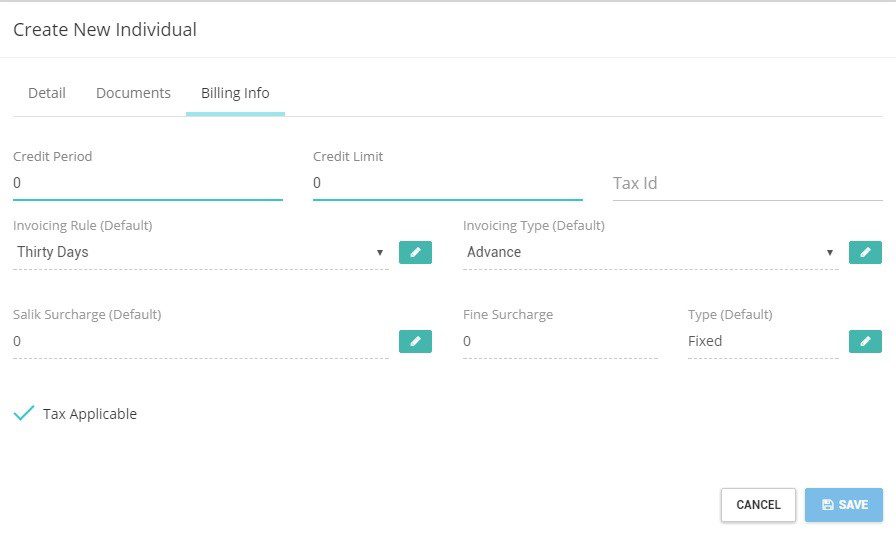 Create New Individual
Detail Documents Billing Info
Credit Period Credit Limit
0 0 Tax Id
Invoicing Rule (Default) Invoicing Type (Default)
Thirty Days Advance
Salik Surcharge (Default) Fine Surcharge Type (Default)
0 0 Fixed
Tax Applicable
CANCEL SAVE